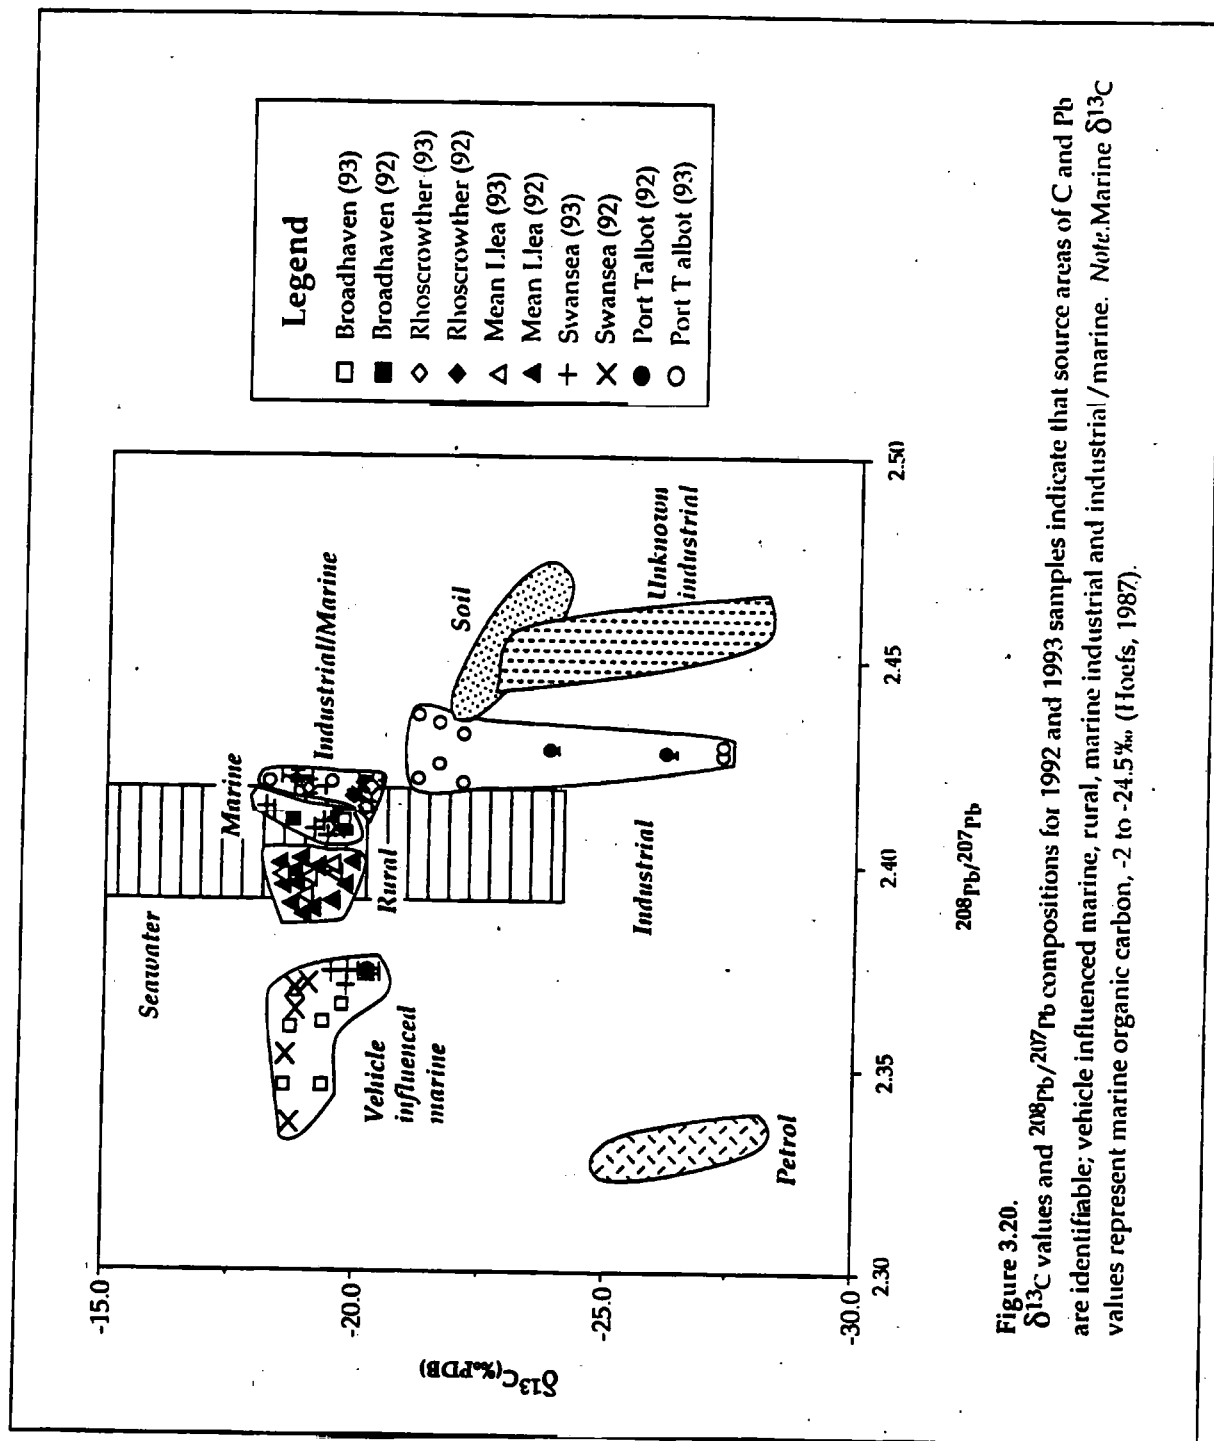 Legend
Broadhaven (93)
Broadhaven (92)
Rhoscrowther (93)
Rhoscrowther (92)
Mean Llea (93)
Mean Llea (92)
Swansea (93)
Swansea (92)
Port Talbot (92)
Port T albot (93)
δ13C (‰PDB)
-15.0
-20.0
-25.0
-30.0
Seawater
Marine
Industrial/Marine
Soil
Unknown
industrial
Rural
Industrial
Vehicle
influenced
marine
Petrol
2.30
2.35
2.40
2.45
2.50
208Pb/207Pb
Figure 3.20.
δ13C values and 208Pb/207Pb compositions for 1992 and 1993 samples indicate that source areas of C and Pb
are identifiable; vehicle influenced marine, rural, marine industrial and industrial/marine. Note.Marine δ13C
values represent marine organic carbon, -2 to -24.5‰ (Hoefs, 1987).